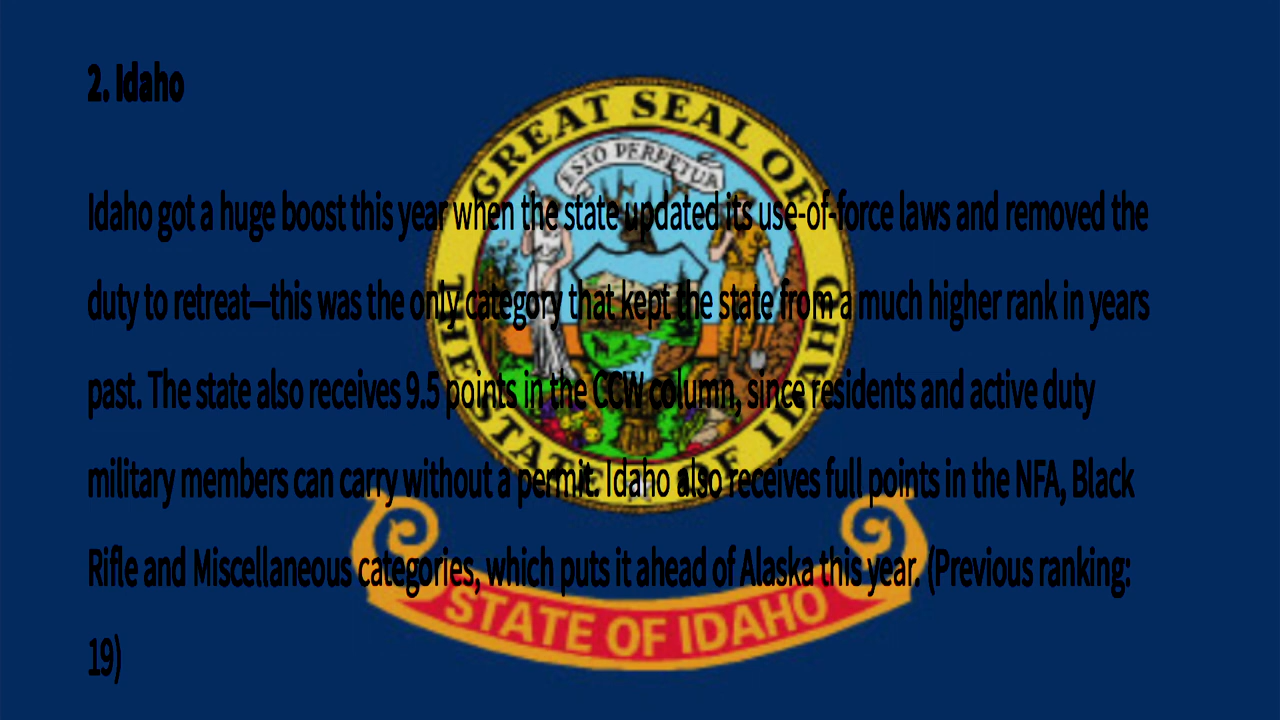 2. Idaho
GREAT SEAL OF
THE STATE OF IDAHO
ESTO PERPETUA
Idaho got a huge boost this year when the state updated its use-of-force laws and removed the
duty to retreat—this was the only category that kept the state from a much higher rank in years
past. The state also receives 9.5 points in the CCW column, since residents and active duty
military members can carry without a permit. Idaho also receives full points in the NFA, Black
Rifle and Miscellaneous categories, which puts it ahead of Alaska this year. (Previous ranking:
19)
STATE OF IDAHO